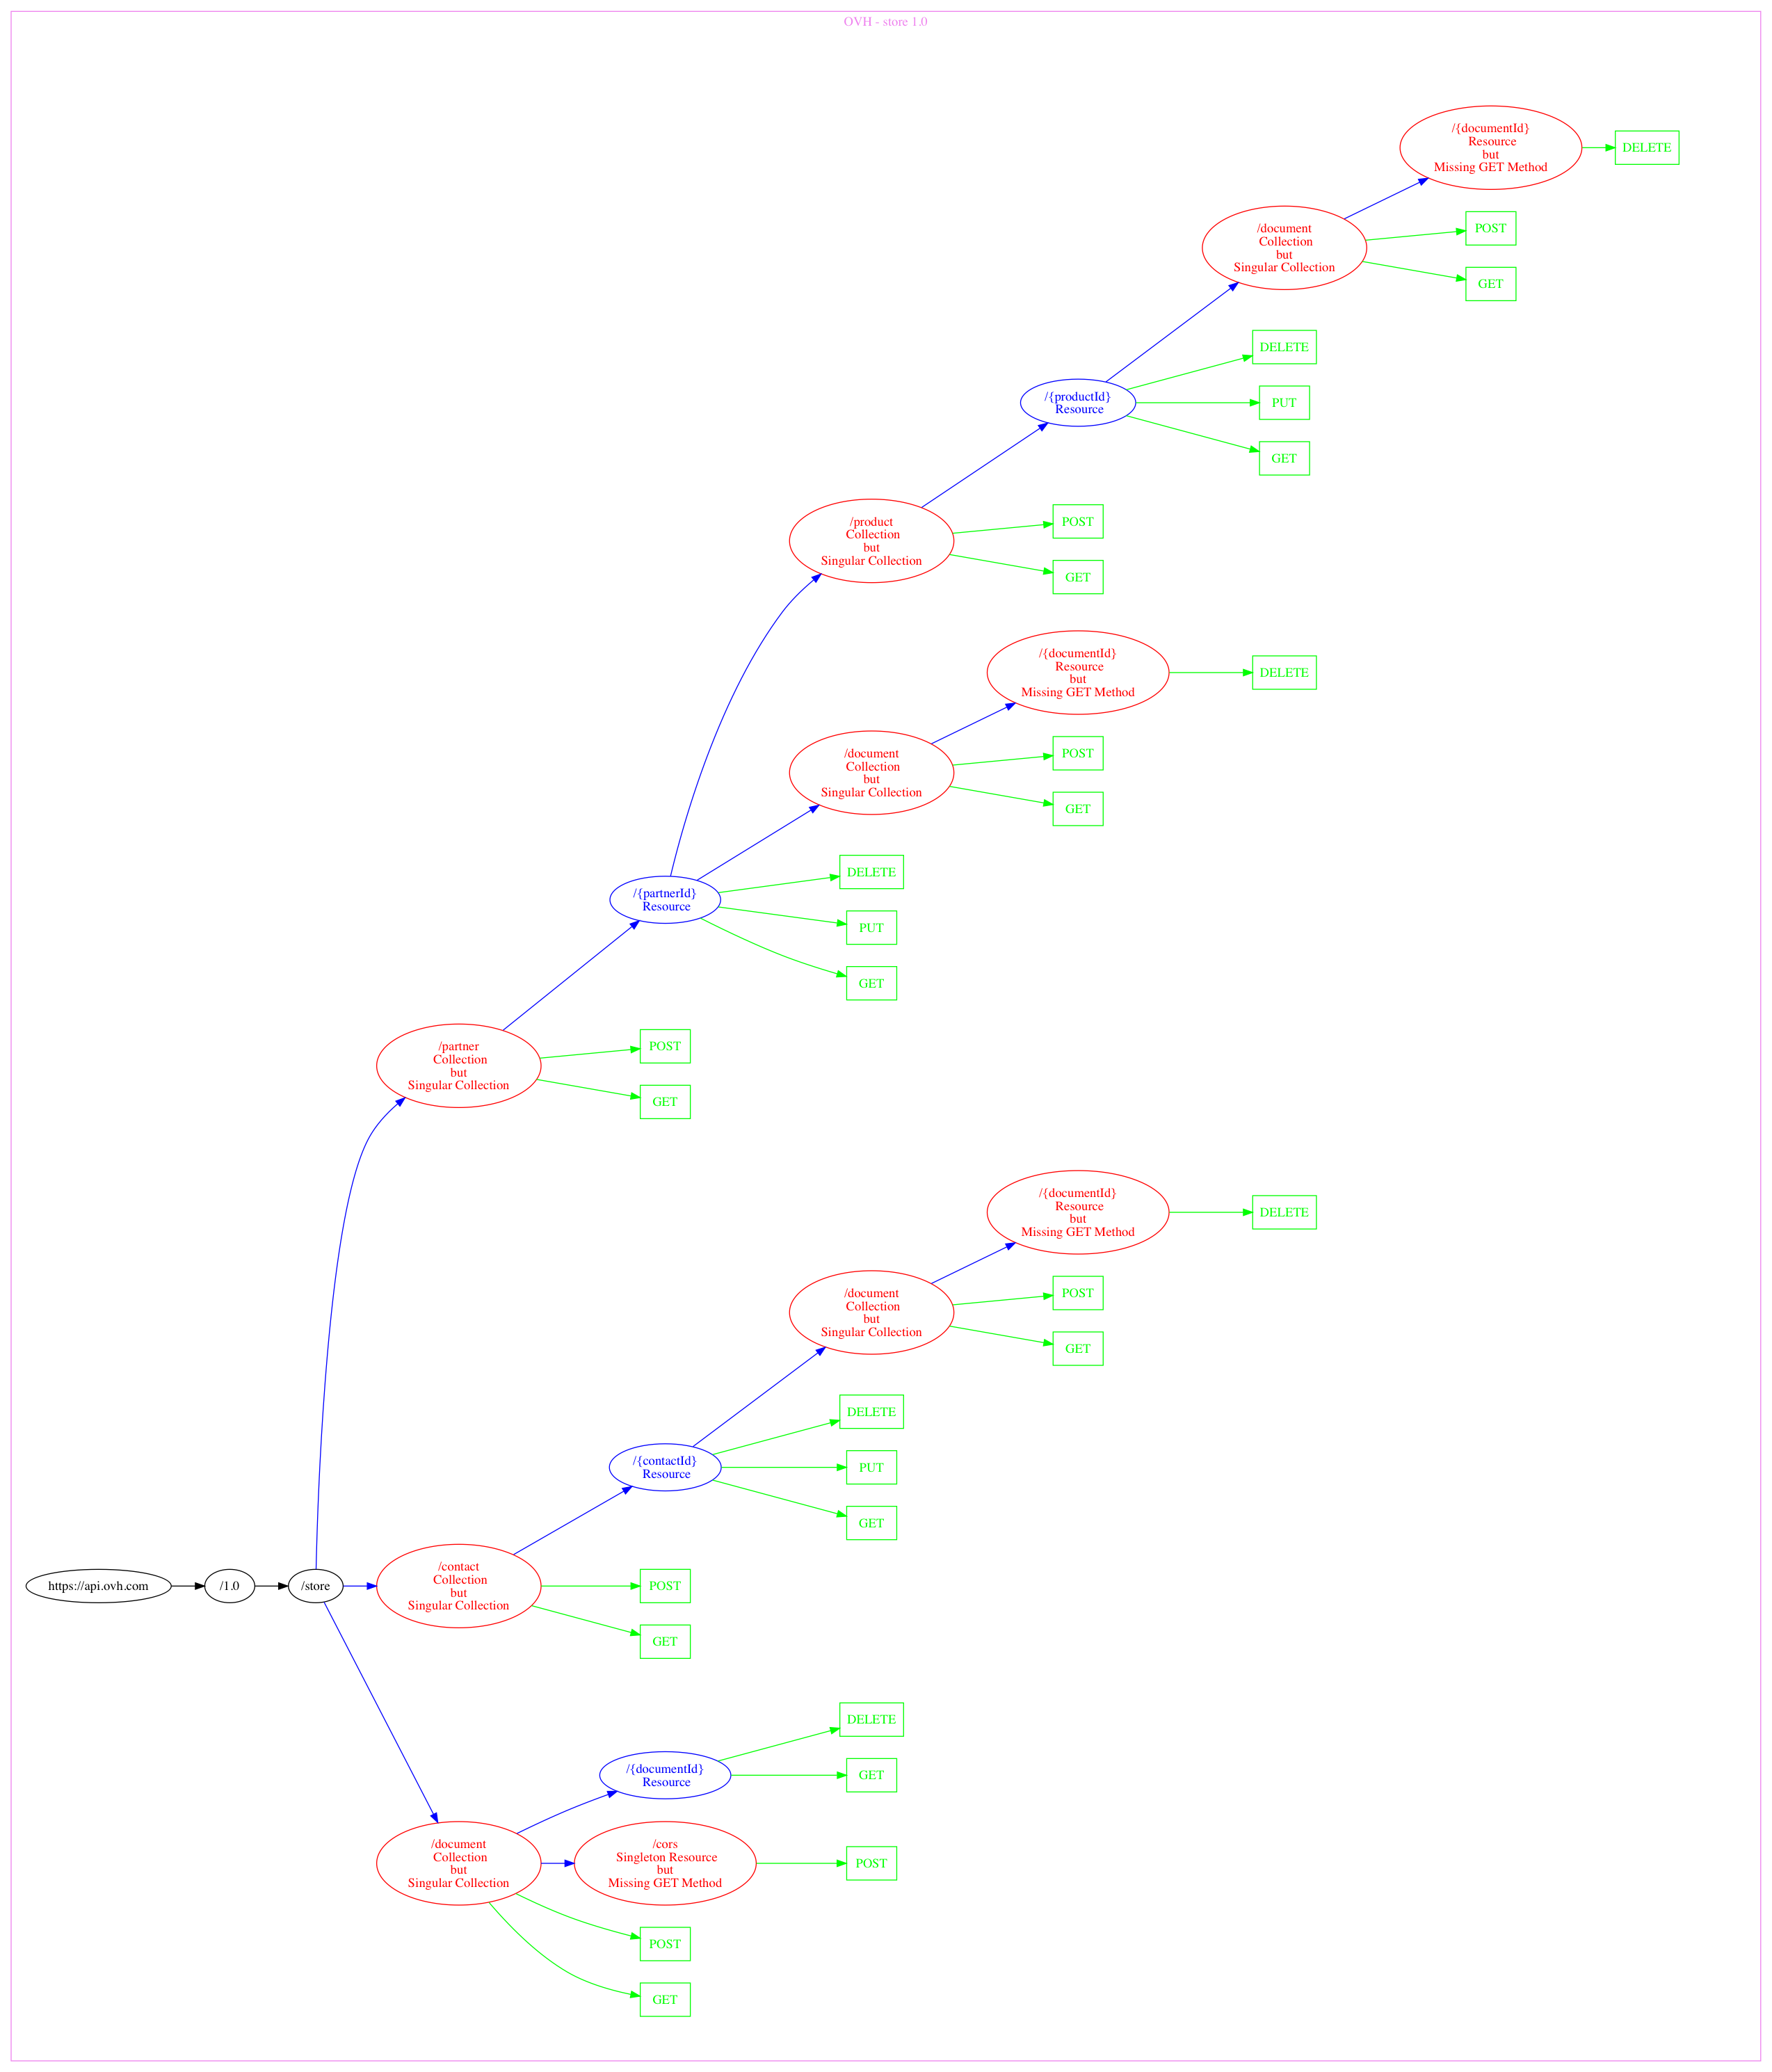 OVH - store 1.0
/{documentId}
Resource
but
Missing GET Method
DELETE
/document
Collection
but
Singular Collection
POST
GET
DELETE
/{productId}
Resource
PUT
GET
/product
Collection
but
Singular Collection
POST
GET
/{documentId}
Resource
but
Missing GET Method
DELETE
/document
Collection
but
Singular Collection
POST
GET
DELETE
/{partnerId}
Resource
PUT
GET
/partner
Collection
but
Singular Collection
POST
GET
/{documentId}
Resource
but
Missing GET Method
DELETE
/document
Collection
but
Singular Collection
POST
GET
DELETE
/{contactId}
Resource
PUT
GET
https://api.ovh.com
/1.0
/store
/contact
Collection
but
Singular Collection
POST
GET
DELETE
/{documentId}
Resource
GET
/document
Collection
but
Singular Collection
/cors
Singleton Resource
but
Missing GET Method
POST
POST
GET